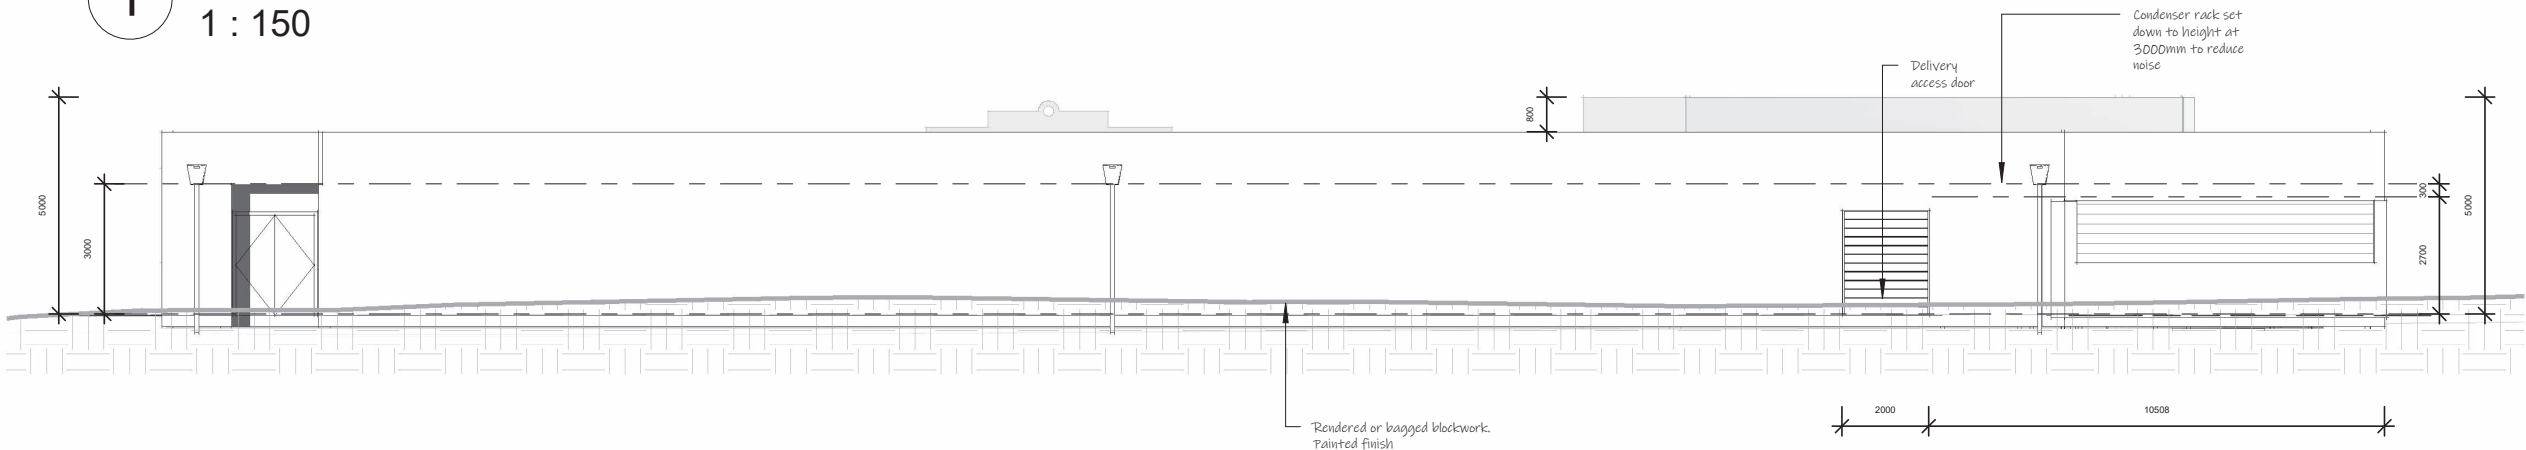 1
1 : 150
Condenser rack set
down to height at
3000mm to reduce
noise
Delivery
access door
800
5000
3000
300
5000
2700
2000
10508
Rendered or bagged blockwork.
Painted finish